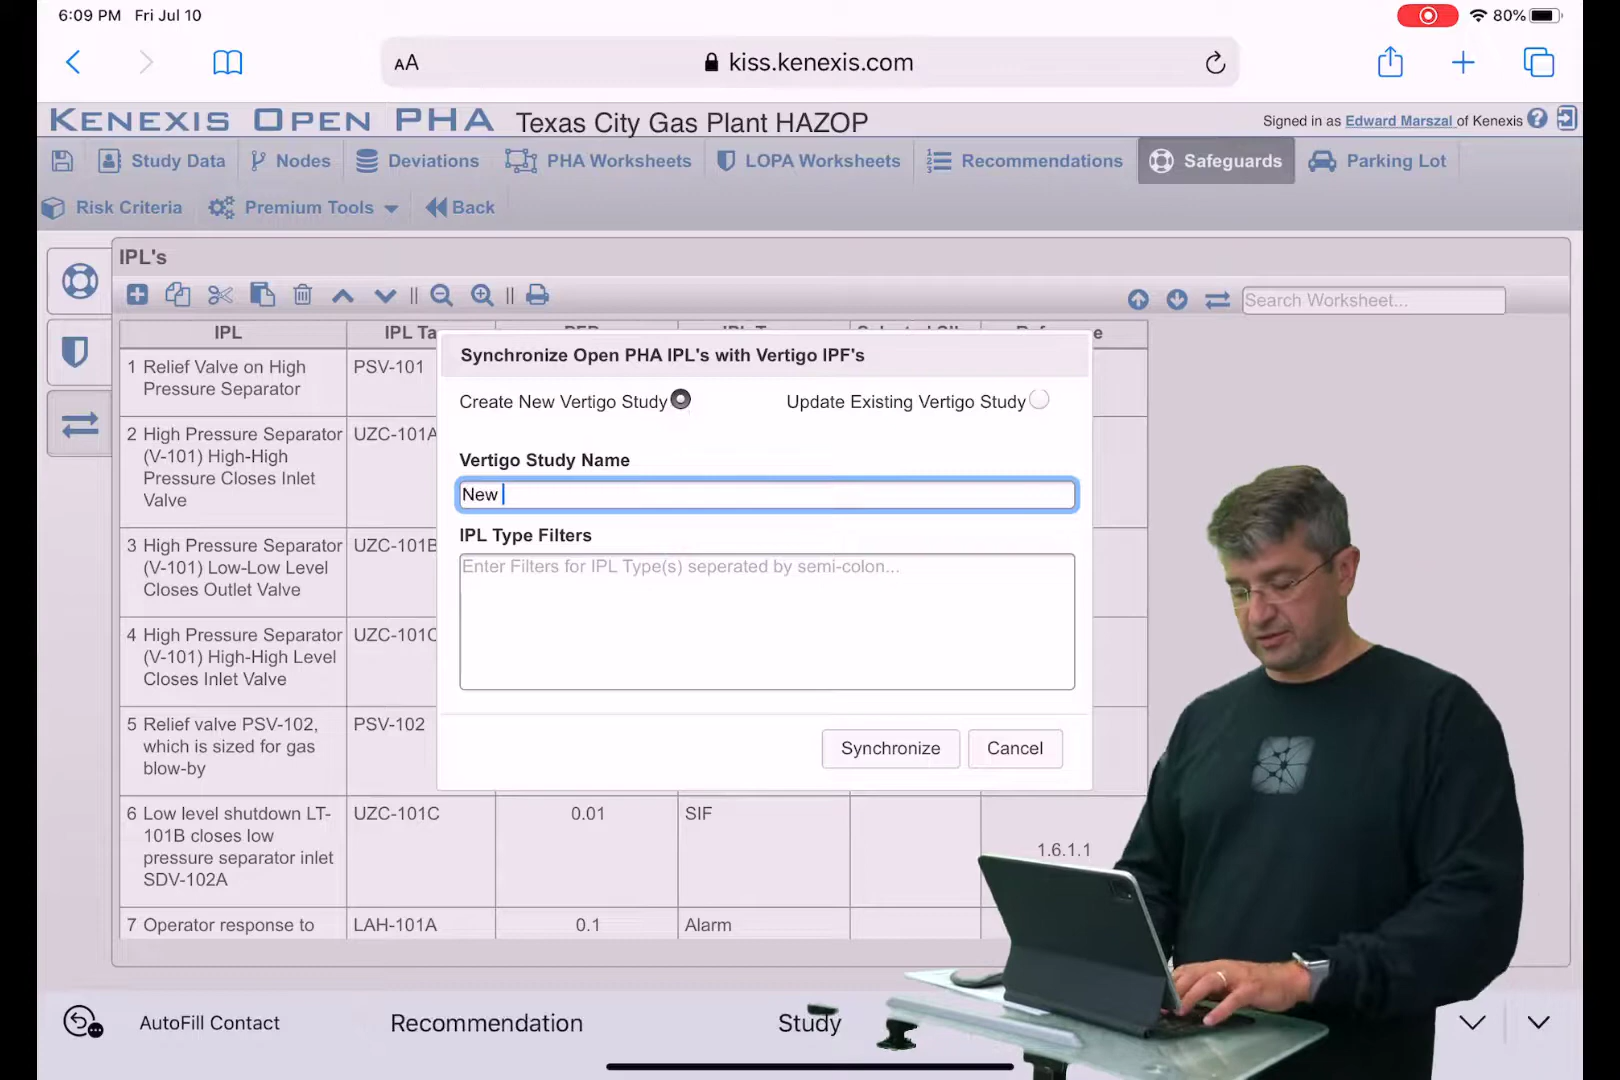 6:09 PM Fri Jul 10
80%
AA
kiss.kenexis.com
KENEXIS OPEN PHA Texas City Gas Plant HAZOP
Signed in as Edward Marszal of Kenexis
Study Data
Nodes
Deviations
PHA Worksheets
LOPA Worksheets
Recommendations
Safeguards
Parking Lot
Risk Criteria
Premium Tools
Back
IPL's
Search Worksheet...
IPL
IPL Ta
1 Relief Valve on High
Pressure Separator
PSV-101
2 High Pressure Separator
(V-101) High-High
Pressure Closes Inlet
Valve
UZC-101A
3 High Pressure Separator
(V-101) Low-Low Level
Closes Outlet Valve
UZC-101B
4 High Pressure Separator
(V-101) High-High Level
Closes Inlet Valve
UZC-101C
5 Relief valve PSV-102,
which is sized for gas
blow-by
PSV-102
6 Low level shutdown LT-
101B closes low
pressure separator inlet
SDV-102A
UZC-101C
0.01
SIF
1.6.1.1
7 Operator response to
LAH-101A
0.1
Alarm
Synchronize Open PHA IPL's with Vertigo IPF's
Create New Vertigo Study
Update Existing Vertigo Study
Vertigo Study Name
New
IPL Type Filters
Enter Filters for IPL Type(s) seperated by semi-colon...
Synchronize
Cancel
AutoFill Contact
Recommendation
Study